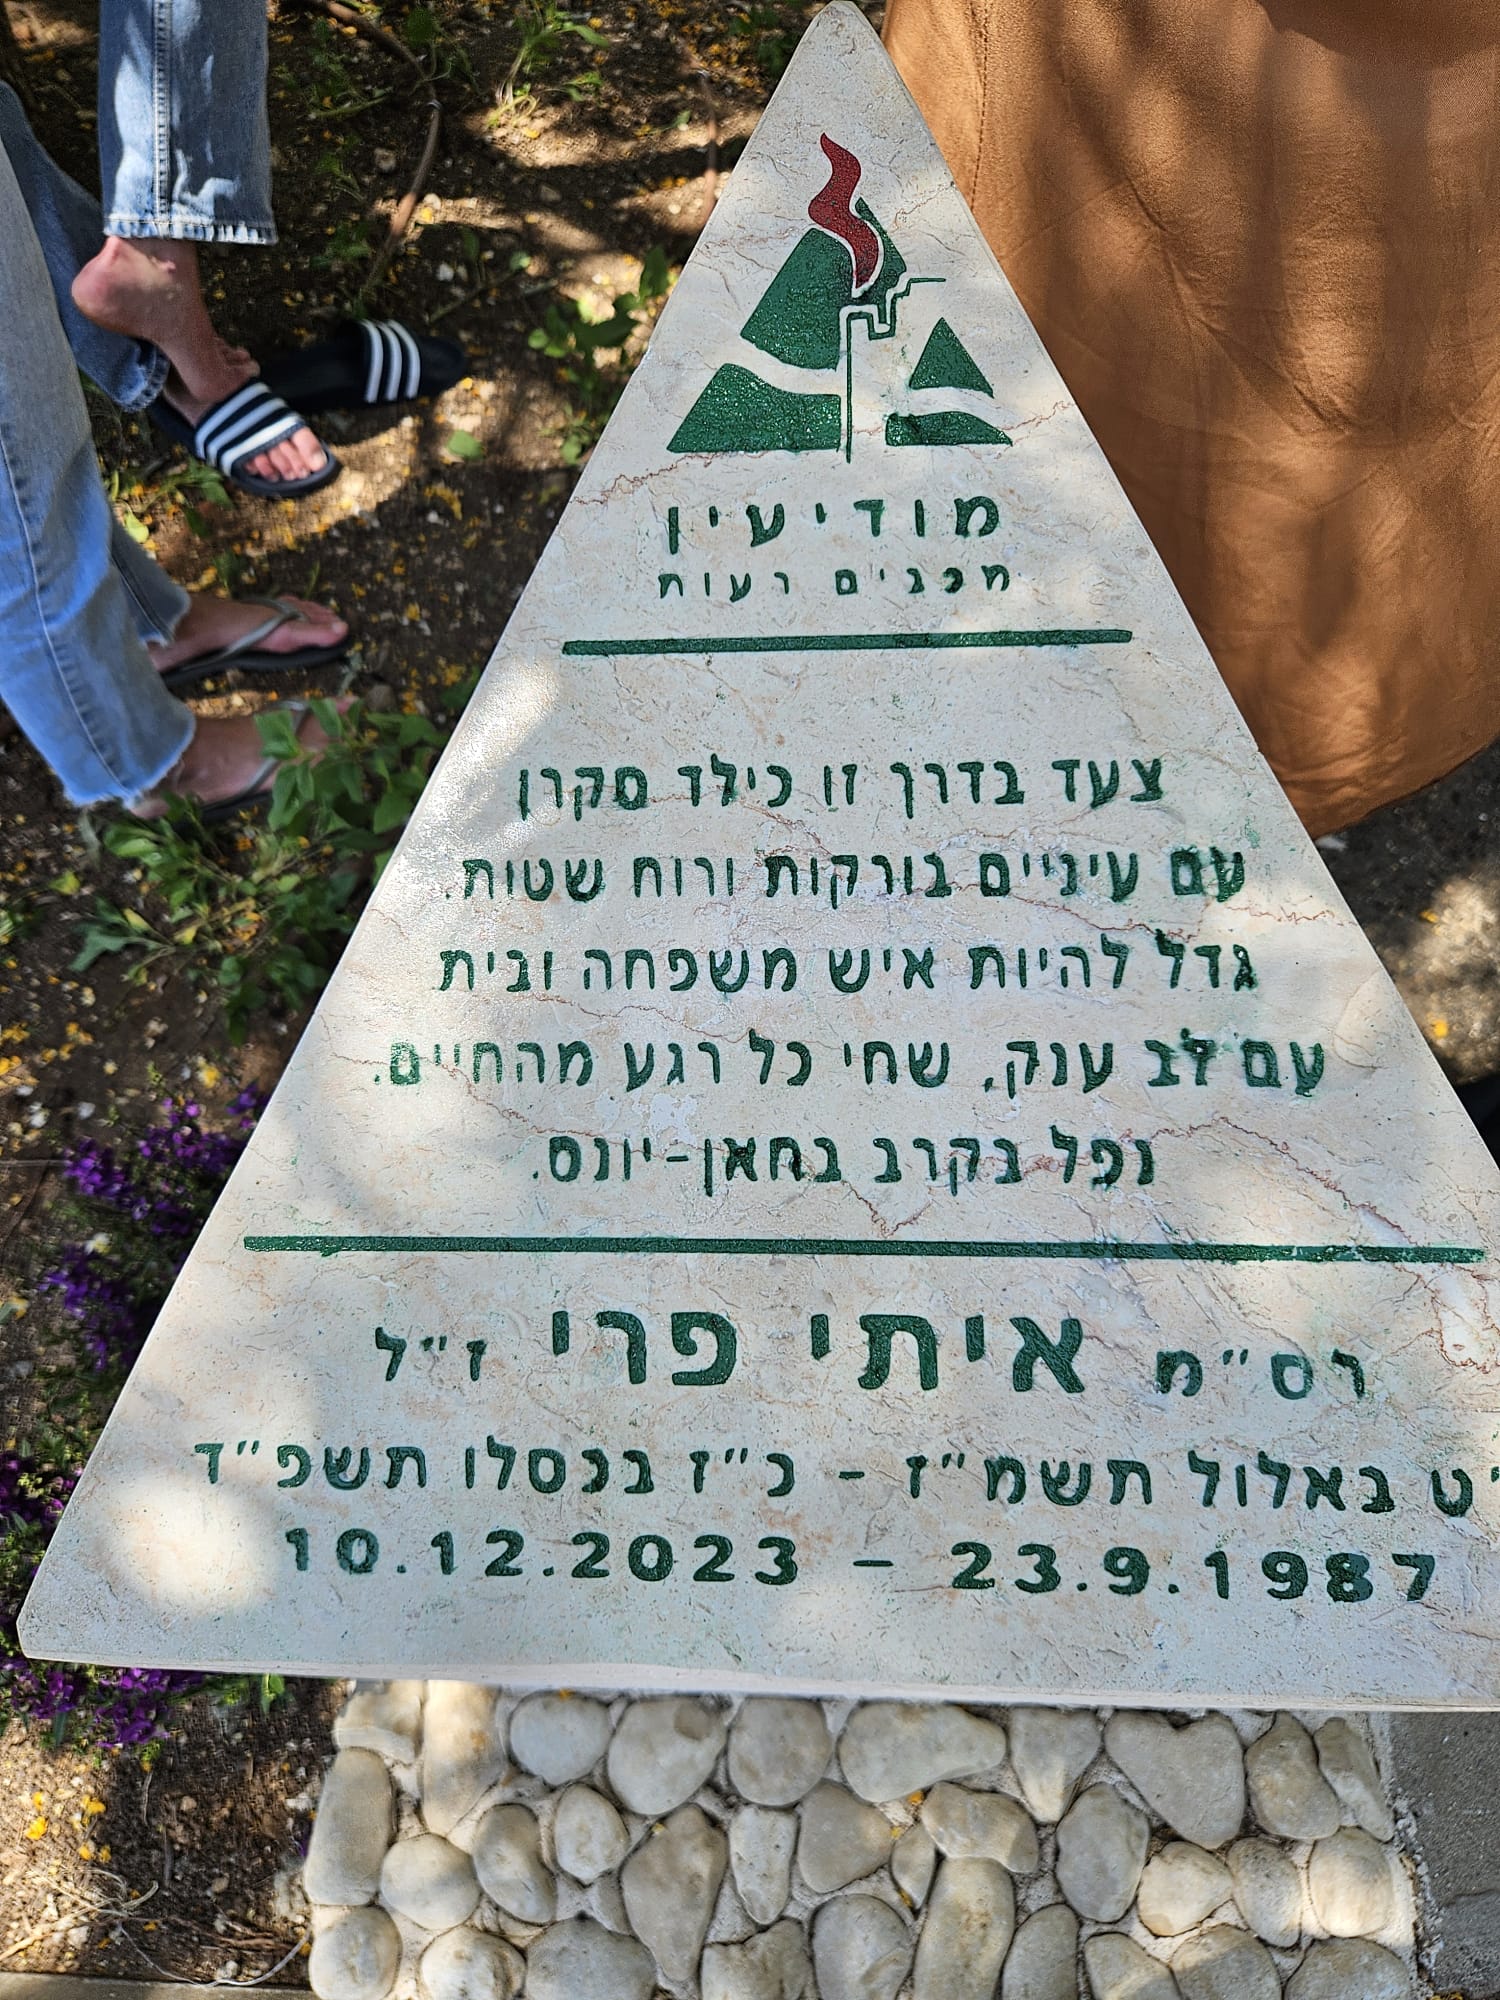 מודיעין
מכבים רעות
צעד בדרך זו כילד סקרן
עם עיניים בורקות ורוח שטות.
גדל להיות איש משפחה ובית
עם לב ענק, שחי כל רגע מהחיים.
נפל בקרב בחאן-יונס.
רס"מ איתי פרי ז"ל
י"ט באלול תשמ"ז - כ"ז בכסלו תשפ"ד
10.12.2023 - 23.9.1987